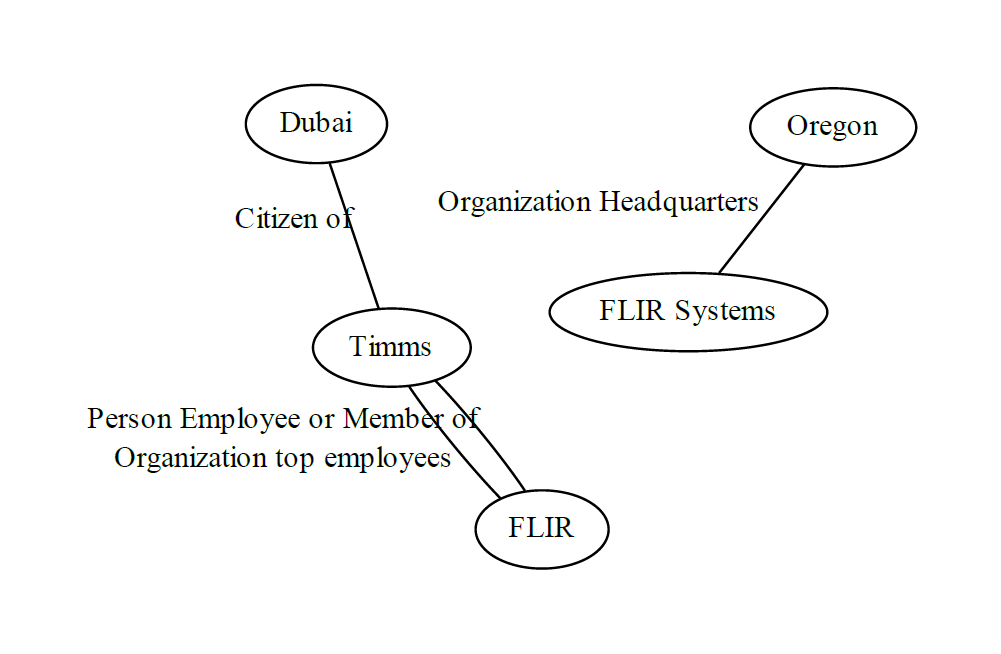 Dubai
Oregon
Organization Headquarters
Citizen of
FLIR Systems
Timms
Person Employee or Member of
Organization top employees
FLIR